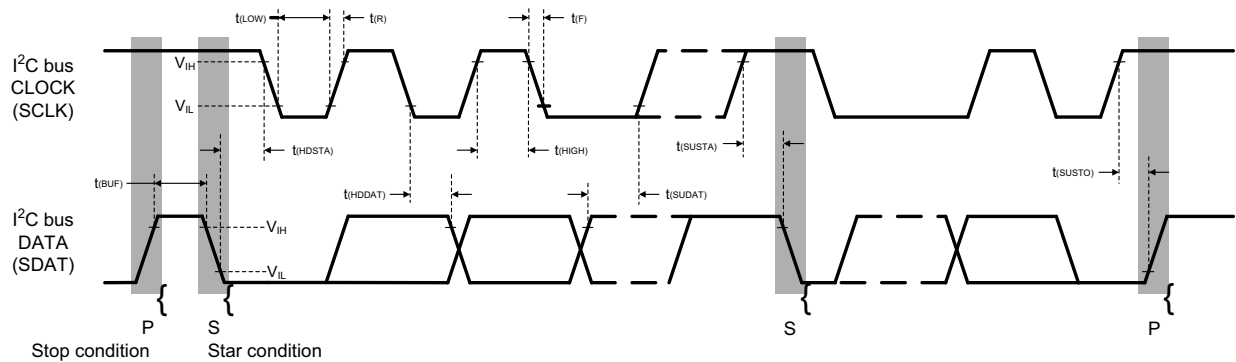 t(LOW) t(R) t(F)
I²C bus
CLOCK
(SCLK)
VIH
VIL
t(HDSTA) t(HIGH) t(SUSTA)
t(BUF) t(HDDAT) t(SUDAT) t(SUSTO)
I²C bus
DATA
(SDAT)
VIH
VIL
{ { { {
P S S P
Stop condition Star condition